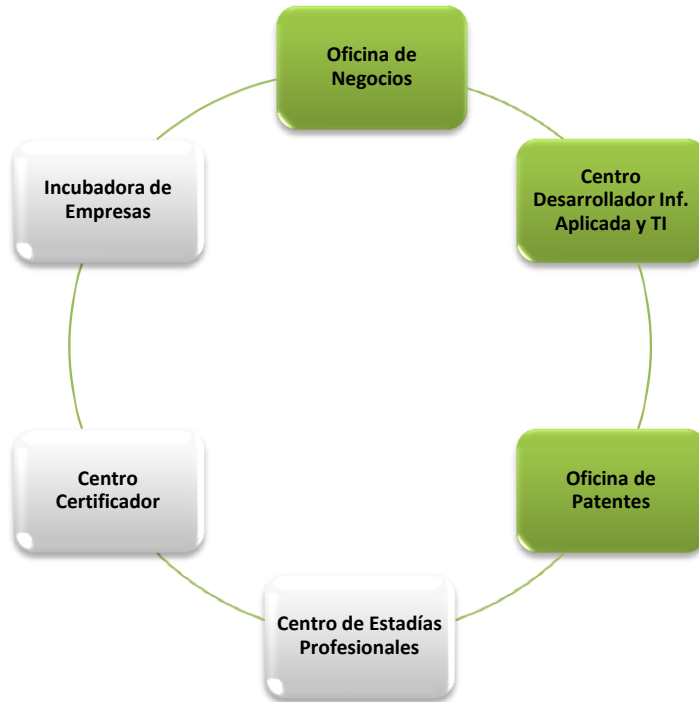 Oficina de
Negocios
Centro
Desarrollador Inf.
Aplicada y TI
Oficina de
Patentes
Centro de Estadías
Profesionales
Centro
Certificador
Incubadora de
Empresas